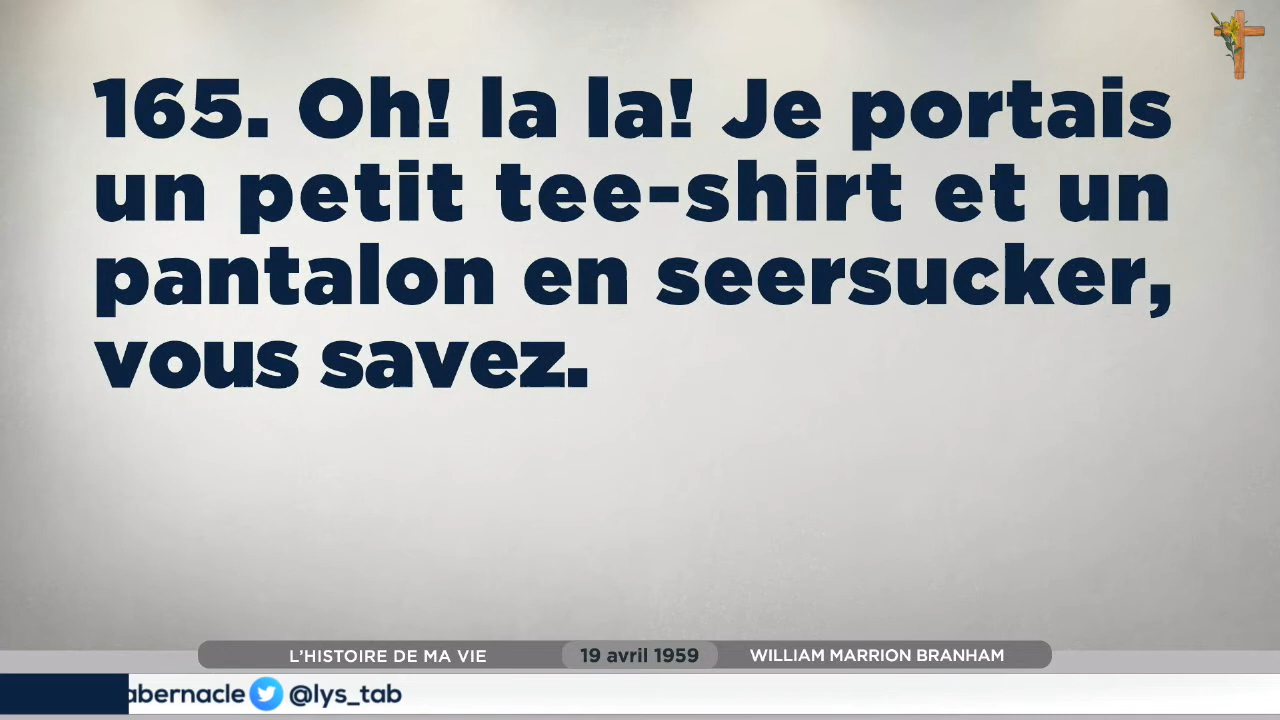 165. Oh! la la! Je portais
un petit tee-shirt et un
pantalon en seersucker,
vous savez.
L'HISTOIRE DE MA VIE 19 avril 1959 WILLIAM MARRION BRANHAM
abernacle @lys_tab